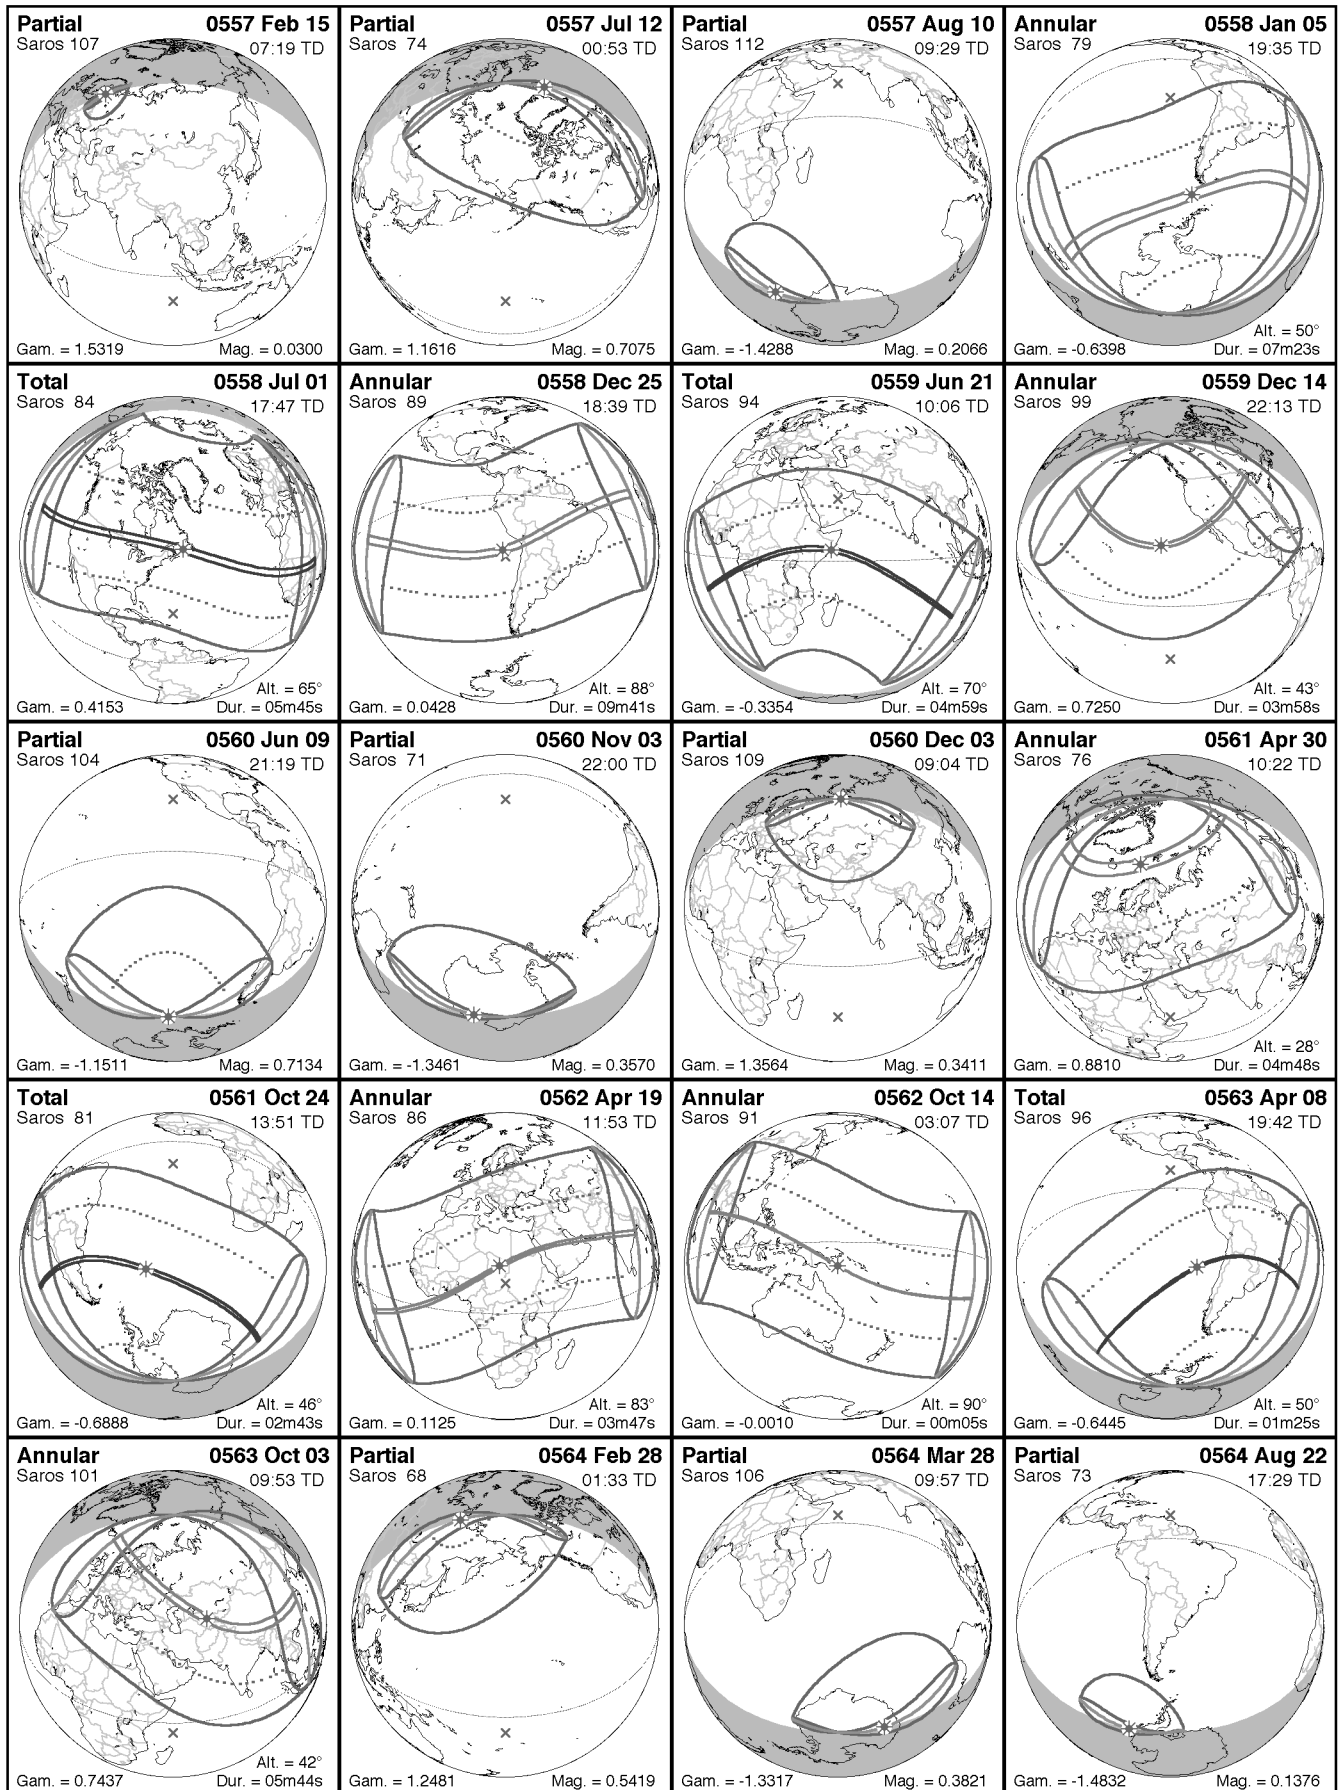 Partial 0557 Feb 15
Saros 107 07:19 TD
Gam. = 1.5319 Mag. = 0.0300
Partial 0557 Jul 12
Saros 74 00:53 TD
Gam. = 1.1616 Mag. = 0.7075
Partial 0557 Aug 10
Saros 112 09:29 TD
Gam. = -1.4288 Mag. = 0.2066
Annular 0558 Jan 05
Saros 79 19:35 TD
Alt. = 50°
Gam. = -0.6398 Dur. = 07m23s
Total 0558 Jul 01
Saros 84 17:47 TD
Alt. = 65°
Gam. = 0.4153 Dur. = 05m45s
Annular 0558 Dec 25
Saros 89 18:39 TD
Alt. = 88°
Gam. = 0.0428 Dur. = 09m41s
Total 0559 Jun 21
Saros 94 10:06 TD
Alt. = 70°
Gam. = -0.3354 Dur. = 04m59s
Annular 0559 Dec 14
Saros 99 22:13 TD
Alt. = 43°
Gam. = 0.7250 Dur. = 03m58s
Partial 0560 Jun 09
Saros 104 21:19 TD
Gam. = -1.1511 Mag. = 0.7134
Partial 0560 Nov 03
Saros 71 22:00 TD
Gam. = -1.3461 Mag. = 0.3570
Partial 0560 Dec 03
Saros 109 09:04 TD
Gam. = 1.3564 Mag. = 0.3411
Annular 0561 Apr 30
Saros 76 10:22 TD
Alt. = 28°
Gam. = 0.8810 Dur. = 04m48s
Total 0561 Oct 24
Saros 81 13:51 TD
Alt. = 46°
Gam. = -0.6888 Dur. = 02m43s
Annular 0562 Apr 19
Saros 86 11:53 TD
Alt. = 83°
Gam. = 0.1125 Dur. = 03m47s
Annular 0562 Oct 14
Saros 91 03:07 TD
Alt. = 90°
Gam. = -0.0010 Dur. = 00m05s
Total 0563 Apr 08
Saros 96 19:42 TD
Alt. = 50°
Gam. = -0.6445 Dur. = 01m25s
Annular 0563 Oct 03
Saros 101 09:53 TD
Alt. = 42°
Gam. = 0.7437 Dur. = 05m44s
Partial 0564 Feb 28
Saros 68 01:33 TD
Gam. = 1.2481 Mag. = 0.5419
Partial 0564 Mar 28
Saros 106 09:57 TD
Gam. = -1.3317 Mag. = 0.3821
Partial 0564 Aug 22
Saros 73 17:29 TD
Gam. = -1.4832 Mag. = 0.1376